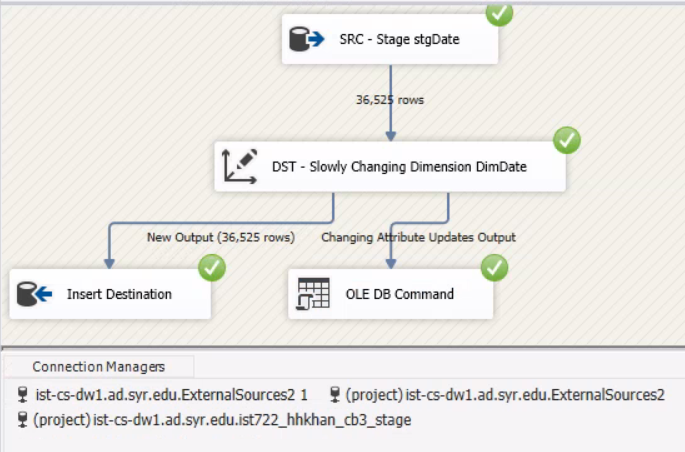 SRC - Stage stgDate
36,525 rows
DST - Slowly Changing Dimension DimDate
New Output (36,525 rows) Changing Attribute Updates Output
Insert Destination OLE DB Command
Connection Managers
ist-cs-dw1.ad.syr.edu.ExternalSources2 1 (project) ist-cs-dw1.ad.syr.edu.ExternalSources2
(project) ist-cs-dw1.ad.syr.edu.ist722_hhkhan_cb3_stage